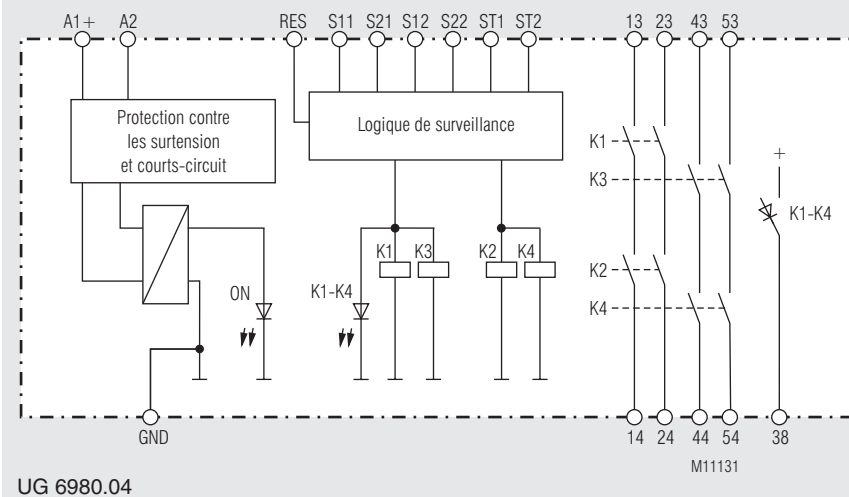 A1+ A2 RES S11 S21 S12 S22 ST1 ST2 13 23 43 53
Protection contre
les surtension
et courts-circuit
Logique de surveillance
K1
K3
+
K1-K4
K1 K3 K2 K4
ON K1-K4
K2
K4
GND 14 24 44 54 38
M11131
UG 6980.04